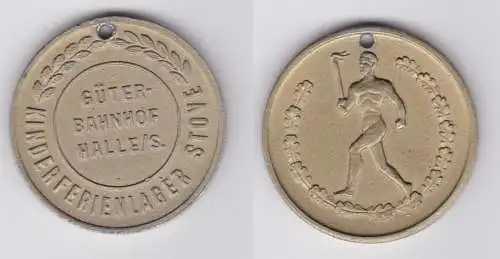 GÜTER-
BAHNHOF
HALLE/S.
KINDERFERIENLAGER STOVE